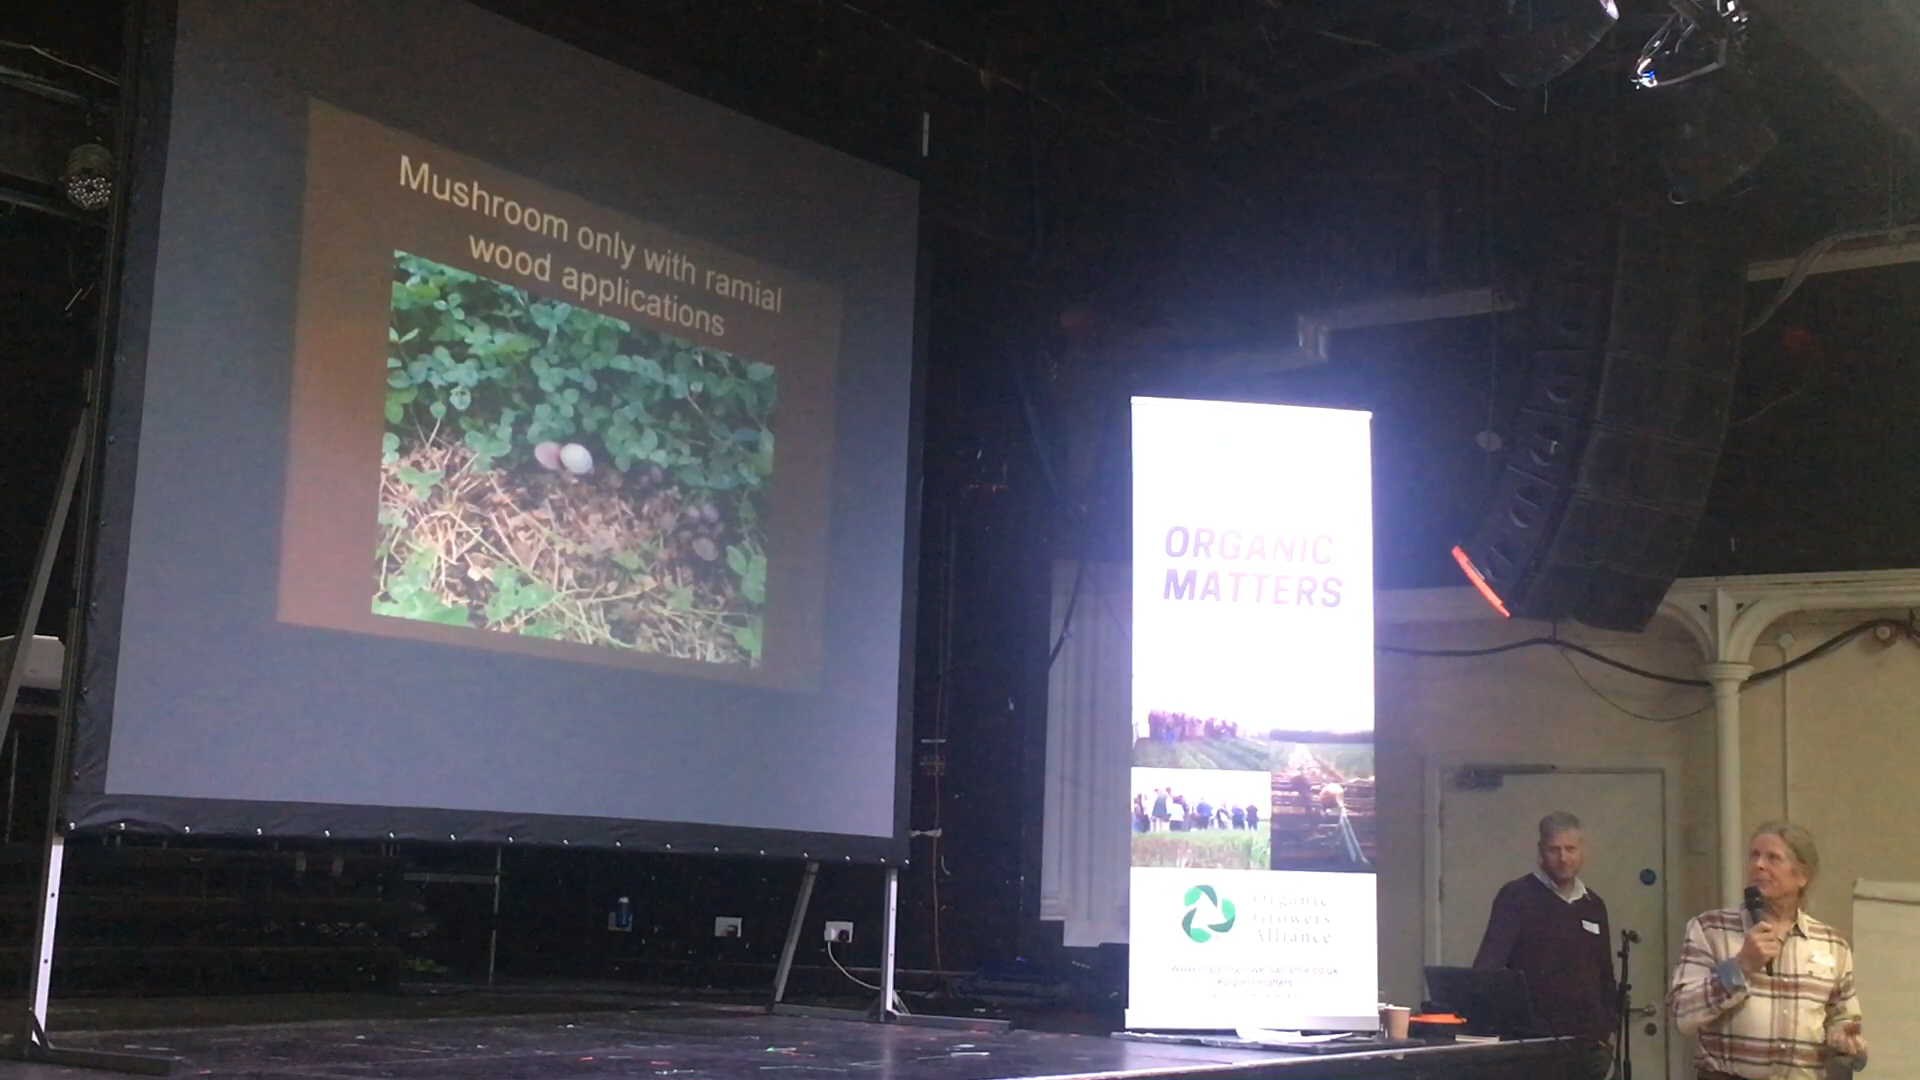 Mushroom only with ramial
wood applications
ORGANIC
MATTERS
Organic
Growers
Alliance